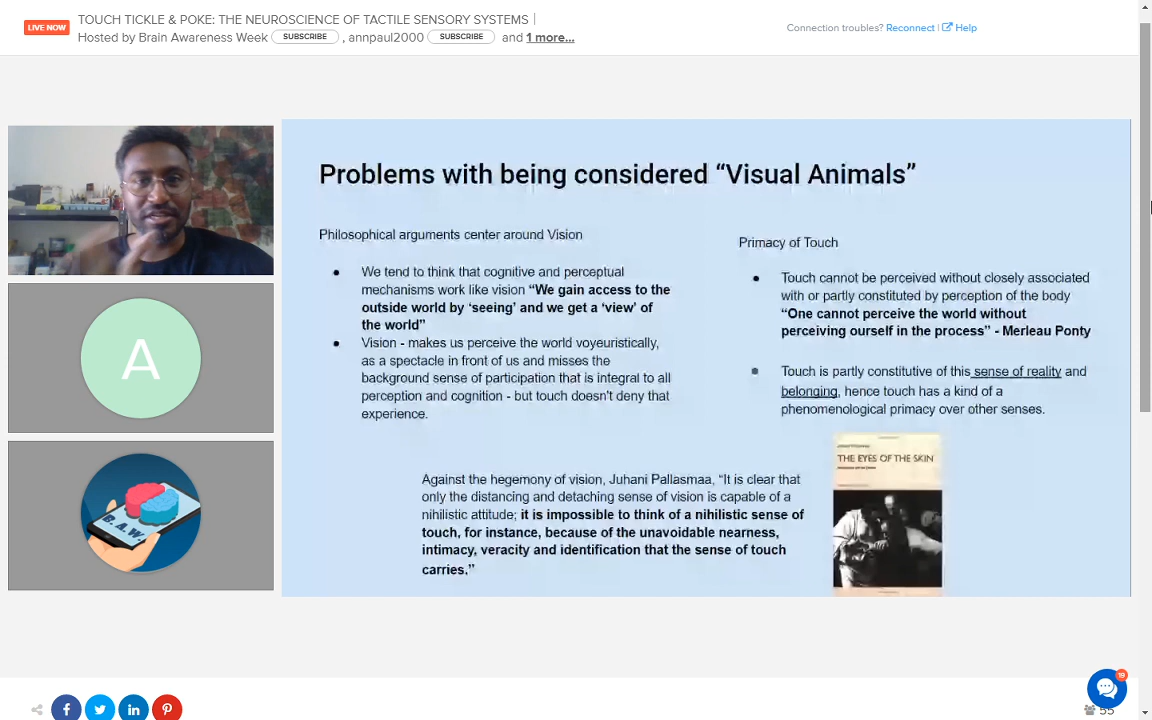 LIVE NOW
TOUCH TICKLE & POKE: THE NEUROSCIENCE OF TACTILE SENSORY SYSTEMS
Hosted by Brain Awareness Week SUBSCRIBE , annpaul2000 SUBSCRIBE and 1 more...
Connection troubles? Reconnect | Help
A
B.A.W.
Problems with being considered “Visual Animals”
Philosophical arguments center around Vision
• We tend to think that cognitive and perceptual
mechanisms work like vision “We gain access to the
outside world by ‘seeing’ and we get a ‘view’ of
the world”
• Vision - makes us perceive the world voyeuristically,
as a spectacle in front of us and misses the
background sense of participation that is integral to all
perception and cognition - but touch doesn't deny that
experience.
Primacy of Touch
• Touch cannot be perceived without closely associated
with or partly constituted by perception of the body
“One cannot perceive the world without
perceiving ourself in the process” - Merleau Ponty
• Touch is partly constitutive of this sense of reality and
belonging, hence touch has a kind of a
phenomenological primacy over other senses.
Against the hegemony of vision, Juhani Pallasmaa, “It is clear that
only the distancing and detaching sense of vision is capable of a
nihilistic attitude; it is impossible to think of a nihilistic sense of
touch, for instance, because of the unavoidable nearness,
intimacy, veracity and identification that the sense of touch
carries.”
THE EYES OF THE SKIN
19
55